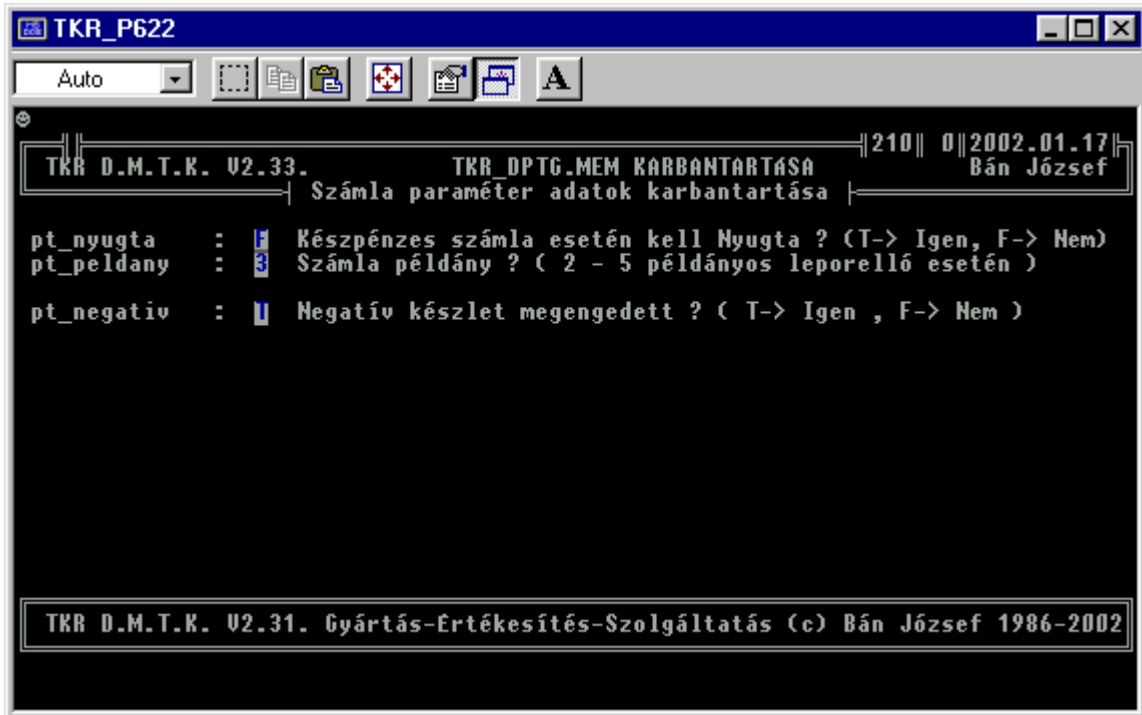 TKR_P622
Auto
A
210 0 2002.01.17
TKR D.M.T.K. V2.33. TKR_DPTG.MEM KARBANTARTáSA Bán József
Számla paraméter adatok karbantartása
pt_nyugta : F Készpénzes számla esetén kell Nyugta ? (T-> Igen, F-> Nem)
pt_peldany : 3 Számla példány ? ( 2 - 5 példányos leporelló esetén )
pt_negativ : T Negatív készlet megengedett ? ( T-> Igen , F-> Nem )
TKR D.M.T.K. V2.31. Gyártás-Értékesítés-Szolgáltatás (c) Bán József 1986-2002